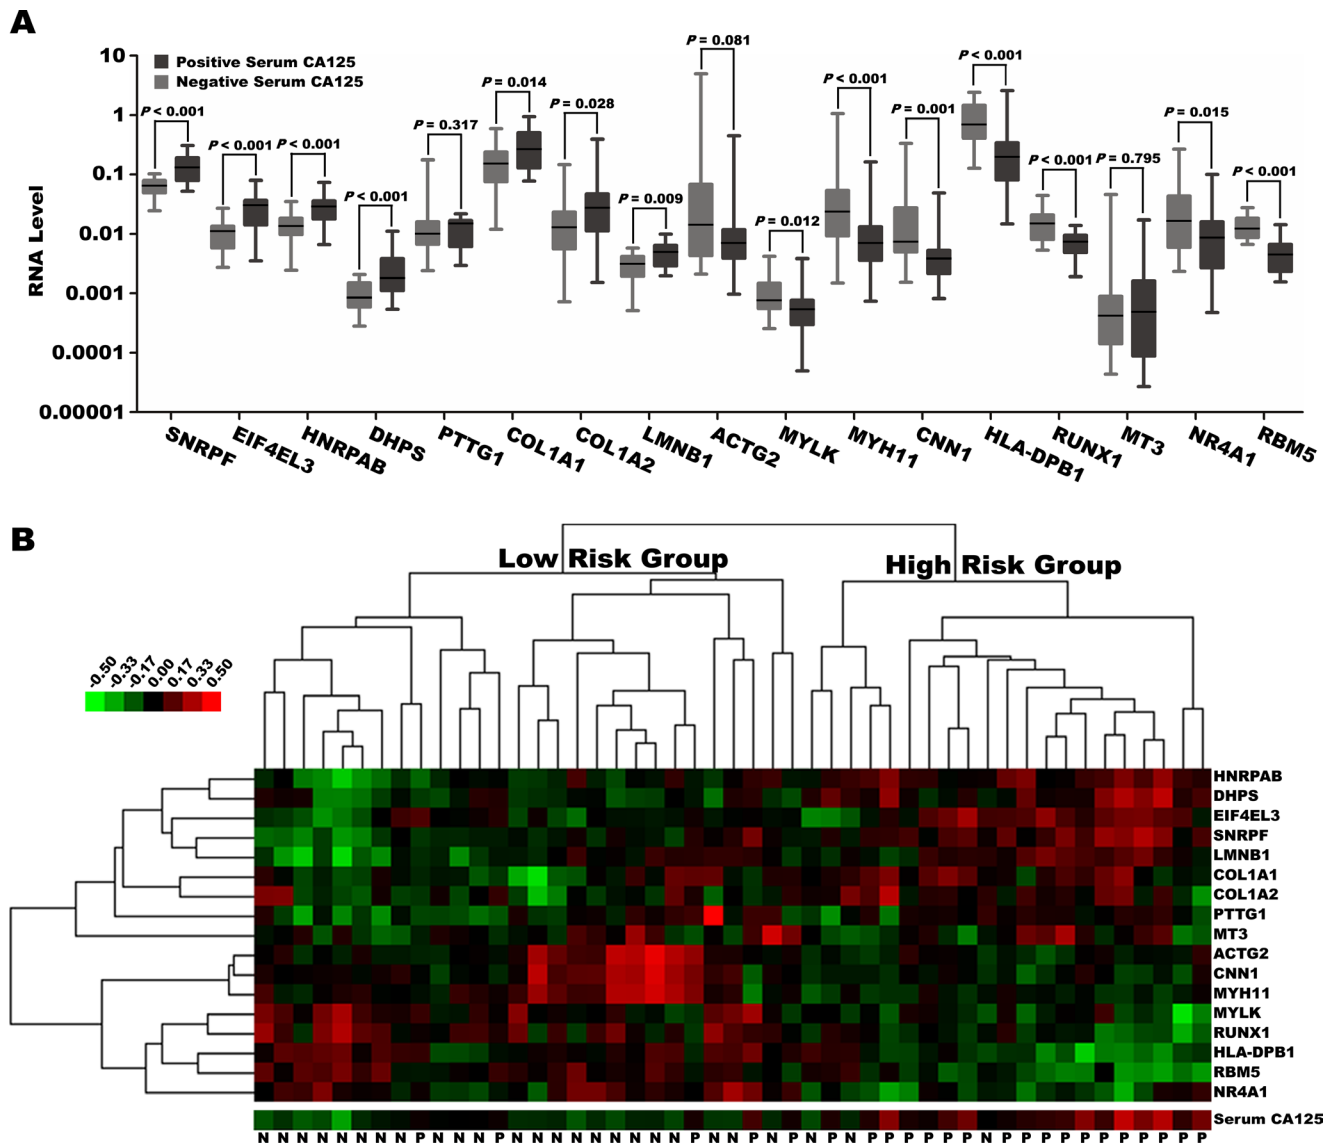 A
Positive Serum CA125
Negative Serum CA125
RNA Level
10
1
0.1
0.01
0.001
0.0001
0.00001
P < 0.001
P < 0.001
P < 0.001
P < 0.001
P = 0.317
P = 0.014
P = 0.028
P = 0.009
P = 0.081
P = 0.012
P < 0.001
P = 0.001
P < 0.001
P < 0.001
P = 0.795
P = 0.015
P < 0.001
SNRPF
EIF4EL3
HNRPAB
DHPS
PTTG1
COL1A1
COL1A2
LMNB1
ACTG2
MYLK
MYH11
CNN1
HLA-DPB1
RUNX1
MT3
NR4A1
RBM5
B
Low Risk Group
High Risk Group
-0.50 -0.33 -0.17 0.00 0.17 0.33 0.50
HNRPAB
DHPS
EIF4EL3
SNRPF
LMNB1
COL1A1
COL1A2
PTTG1
MT3
ACTG2
CNN1
MYH11
MYLK
RUNX1
HLA-DPB1
RBM5
NR4A1
Serum CA125
N N N N N N N N P N N N P N N N N N N N N N P N N P N P N P N P P P P P P N P P P P P P P P P P P